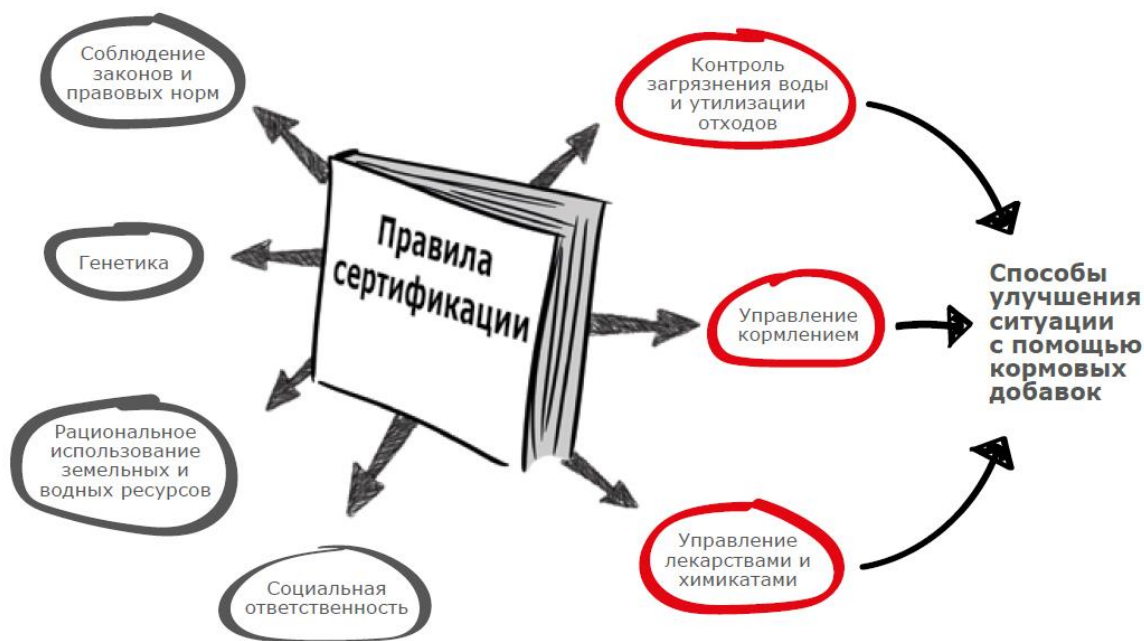 Соблюдение
законов и
правовых норм
Контроль
загрязнения воды
и утилизации
отходов
Генетика
Правила
сертификации
Управление
кормлением
Способы
улучшения
ситуации
с помощью
кормовых
добавок
Рациональное
использование
земельных и
водных ресурсов
Управление
лекарствами и
химикатами
Социальная
ответственность